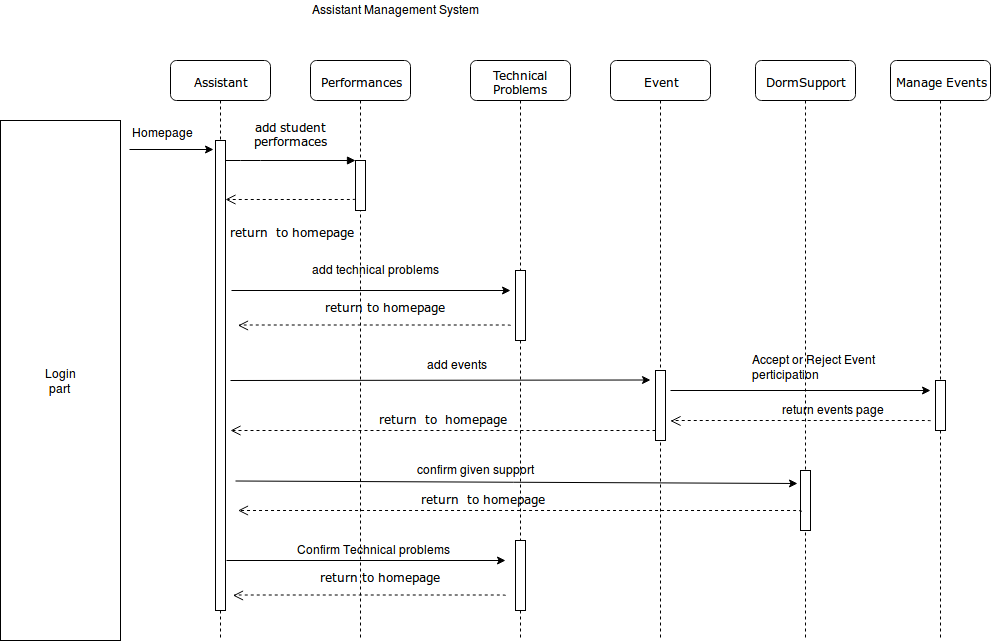 Assistant Management System
Assistant
Performances
Technical
Problems
Event
DormSupport
Manage Events
Homepage
add student
performaces
return to homepage
add technical problems
return to homepage
Login
part
add events
Accept or Reject Event
perticipation
return events page
return to homepage
confirm given support
return to homepage
Confirm Technical problems
return to homepage